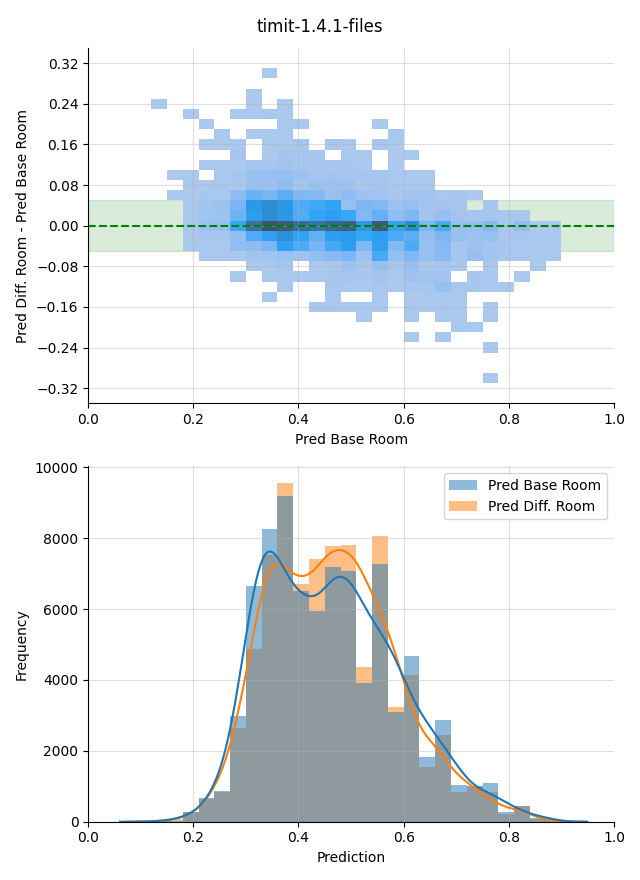 timit-1.4.1-files
0.32
0.24
0.16
0.08
0.00
−0.08
−0.16
−0.24
−0.32
Pred Diff. Room - Pred Base Room
0.0 0.2 0.4 0.6 0.8 1.0
Pred Base Room
10000
8000
6000
4000
2000
0
Frequency
Pred Base Room
Pred Diff. Room
0.0 0.2 0.4 0.6 0.8 1.0
Prediction